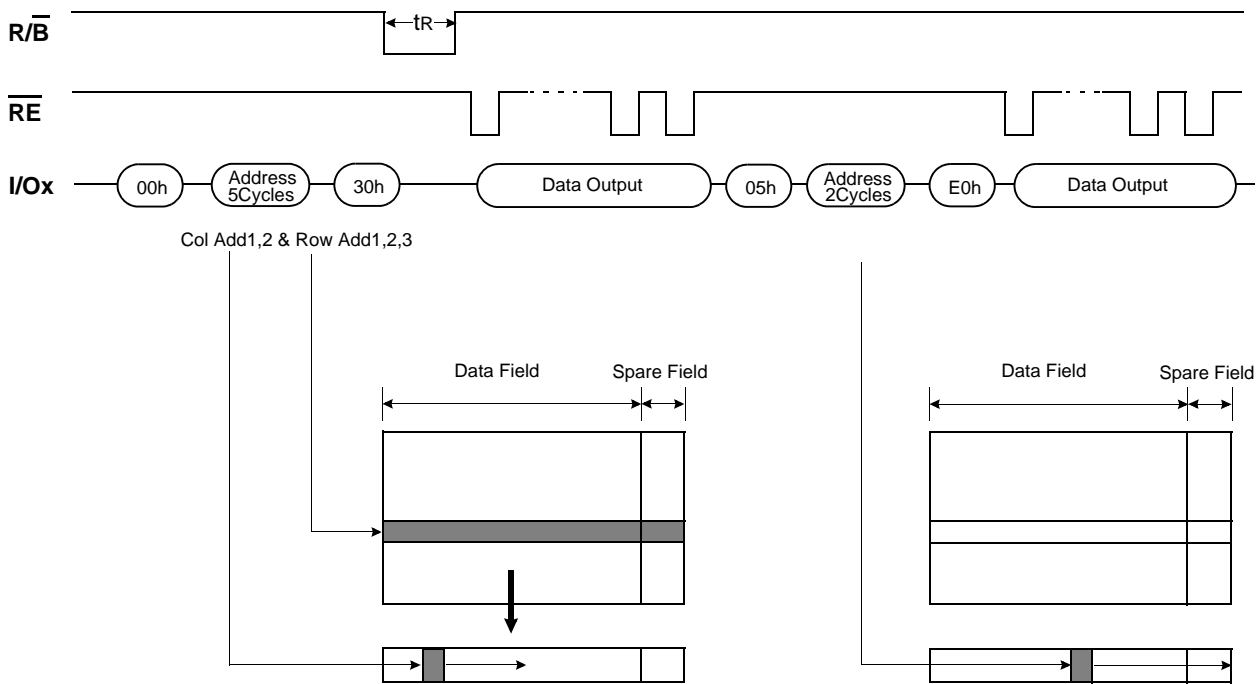 R/B̅
tR
R̅E̅
I/Ox
00h
Address
5Cycles
30h
Data Output
05h
Address
2Cycles
E0h
Data Output
Col Add1,2 & Row Add1,2,3
Data Field
Spare Field
Data Field
Spare Field